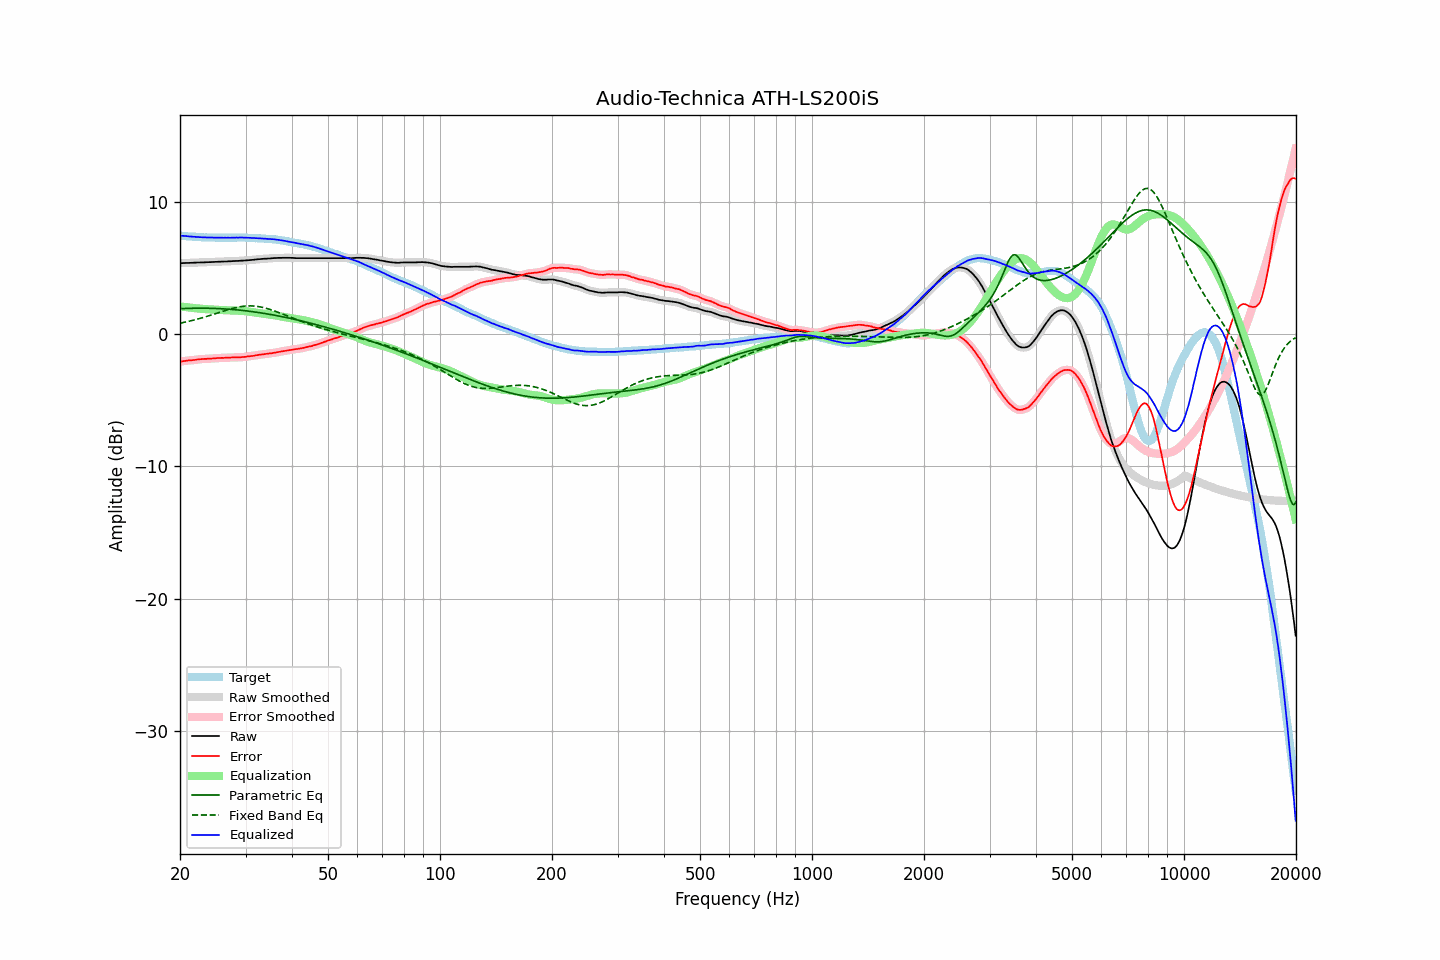 Audio-Technica ATH-LS200iS
Amplitude (dBr)
10
0
−10
−20
−30
Target
Raw Smoothed
Error Smoothed
Raw
Error
Equalization
Parametric Eq
Fixed Band Eq
Equalized
20 50 100 200 500 1000 2000 5000 10000 20000
Frequency (Hz)